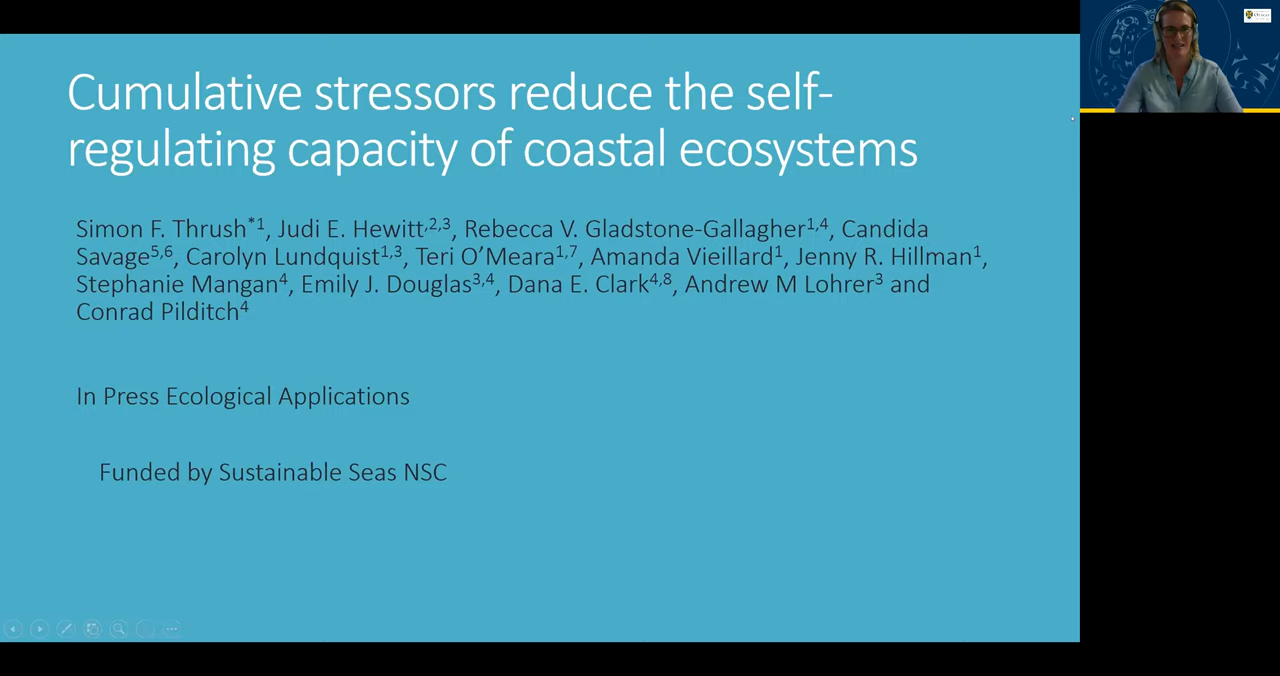 Cumulative stressors reduce the self-
regulating capacity of coastal ecosystems
Simon F. Thrush*1, Judi E. Hewitt,2,3, Rebecca V. Gladstone-Gallagher1,4, Candida
Savage5,6, Carolyn Lundquist1,3, Teri O’Meara1,7, Amanda Vieillard1, Jenny R. Hillman1,
Stephanie Mangan4, Emily J. Douglas3,4, Dana E. Clark4,8, Andrew M Lohrer3 and
Conrad Pilditch4
In Press Ecological Applications
Funded by Sustainable Seas NSC